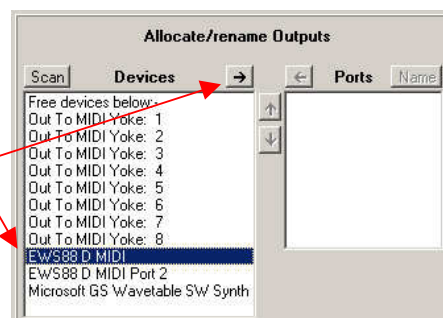 Allocate/rename Outputs
Scan Devices → ← Ports Name
Free devices below:-
Out To MIDI Yoke: 1
Out To MIDI Yoke: 2
Out To MIDI Yoke: 3
Out To MIDI Yoke: 4
Out To MIDI Yoke: 5
Out To MIDI Yoke: 6
Out To MIDI Yoke: 7
Out To MIDI Yoke: 8
EWS88 D MIDI
EWS88 D MIDI Port 2
Microsoft GS Wavetable SW Synth